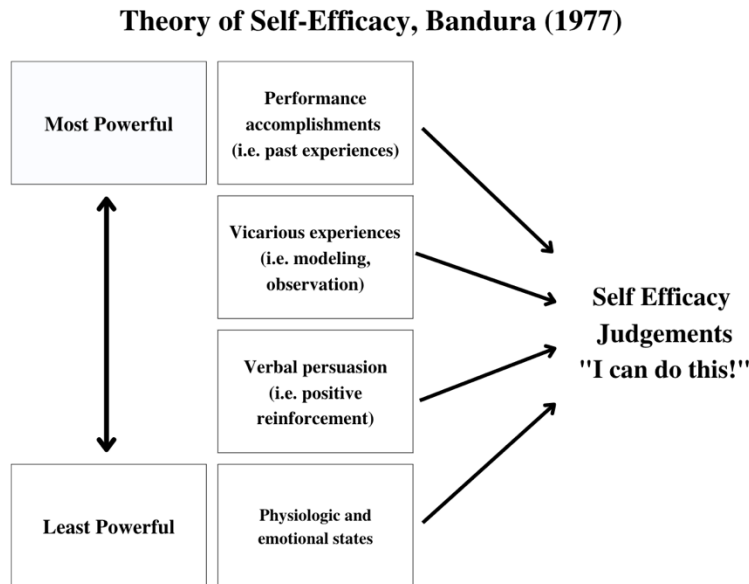 Theory of Self-Efficacy, Bandura (1977)
Most Powerful
Performance
accomplishments
(i.e. past experiences)
Vicarious experiences
(i.e. modeling,
observation)
Verbal persuasion
(i.e. positive
reinforcement)
Least Powerful
Physiologic and
emotional states
Self Efficacy
Judgements
"I can do this!"